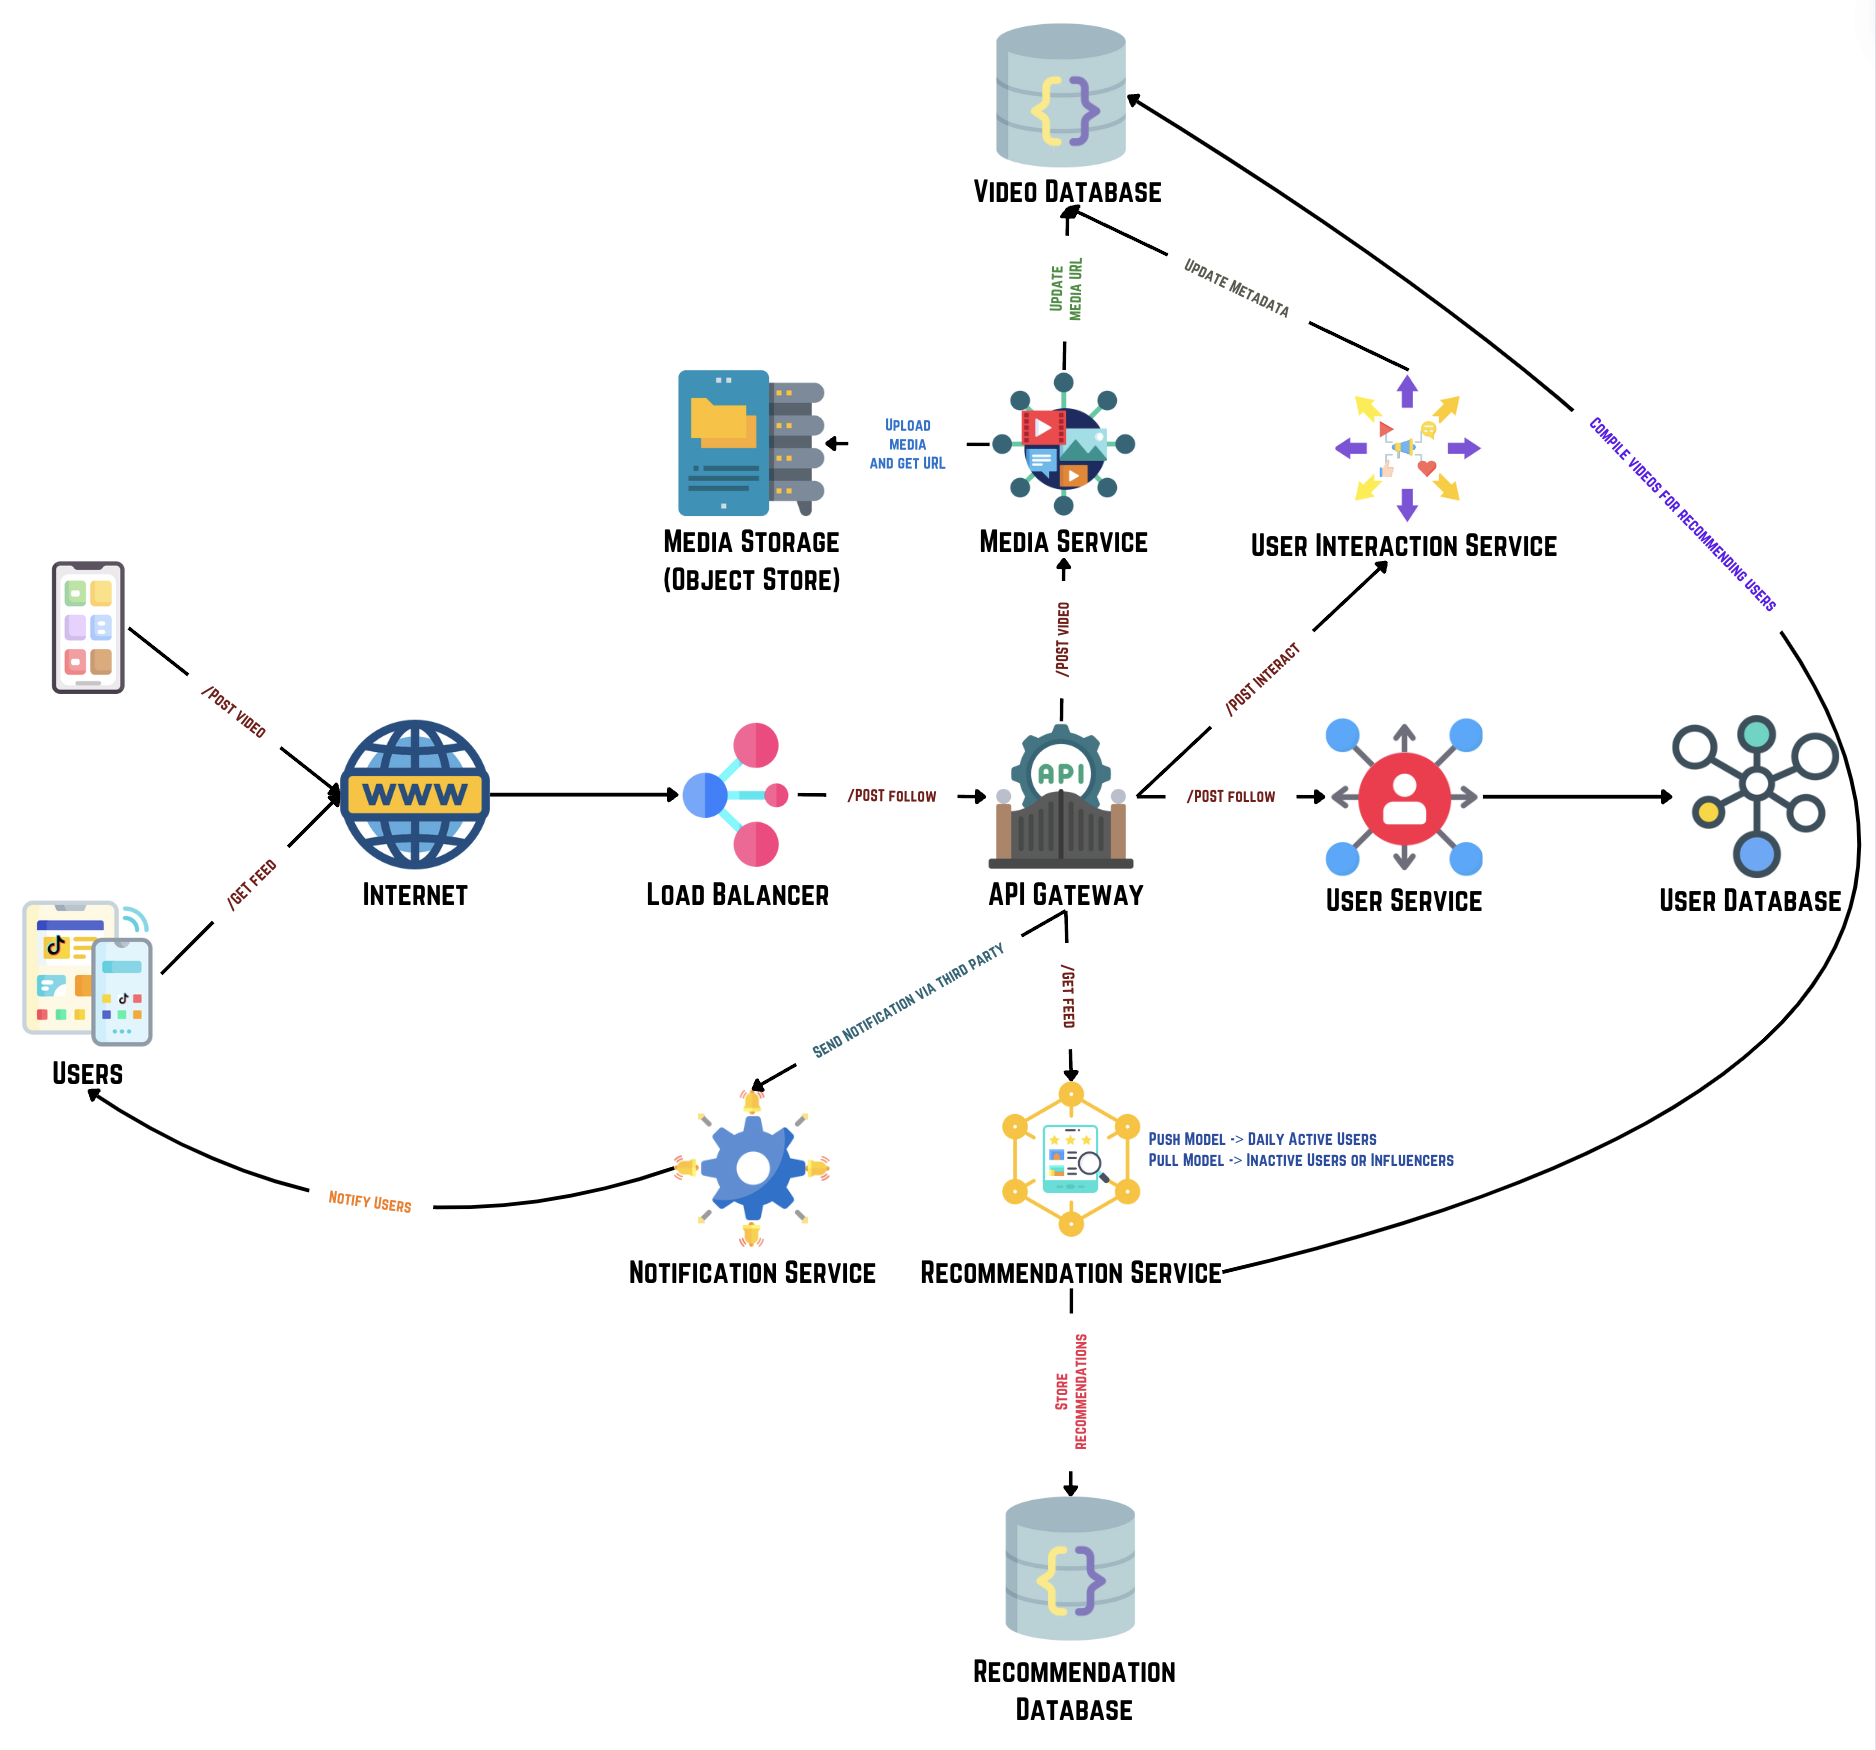 Video Database
Update
media URL
Update Metadata
Upload
media
and get URL
Compile videos for recommending users
Media Storage
(Object Store)
Media Service
User Interaction Service
/post video
/post video
/post interact
WWW
API
/post follow
/post follow
/get feed
Internet
Load Balancer
API Gateway
User Service
User Database
Send Notification via third party
/get feed
Users
Push Model -> Daily Active Users
Pull Model -> Inactive Users or Influencers
Notify Users
Notification Service
Recommendation Service
Store
recommendations
Recommendation
Database